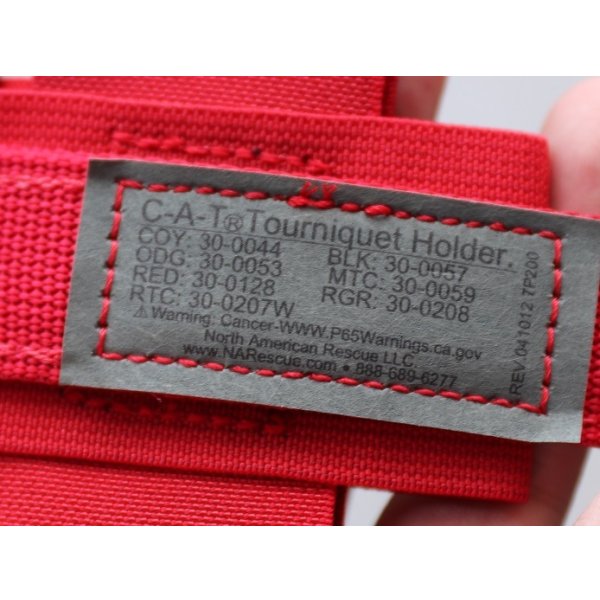 C-A-T® Tourniquet Holder.
COY: 30-0044 BLK: 30-0057
ODG: 30-0053 MTC: 30-0059
RED: 30-0128 RGR: 30-0208
RTC: 30-0207W
⚠Warning: Cancer-WWW.P65Warnings.ca.gov
North American Rescue LLC
www.NARescue.com • 888-689-6277
REV.041012 7P200